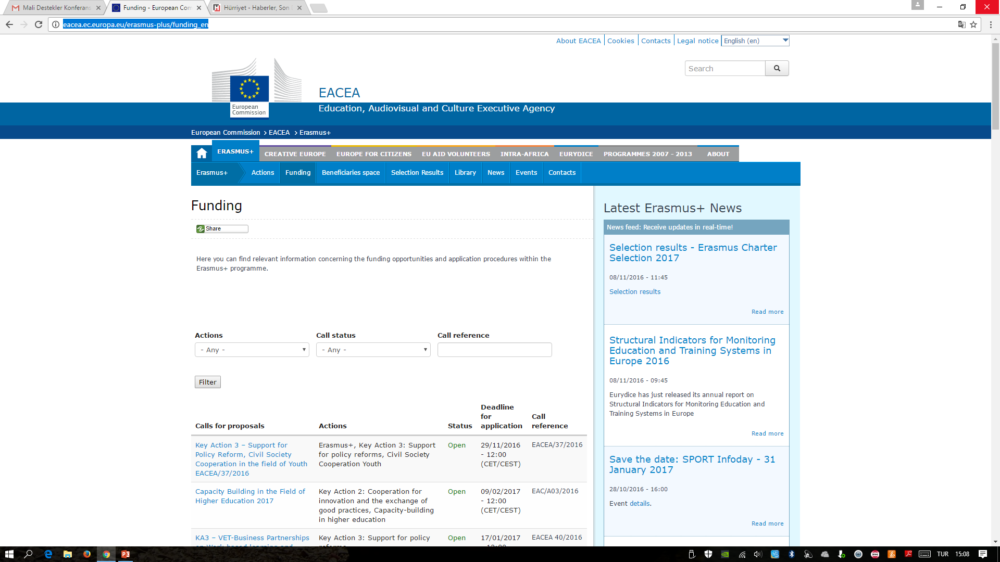 Mali Destekler Konferans
Funding - European Com
Hürriyet - Haberler, Son
eacea.ec.europa.eu/erasmus-plus/funding_en
About EACEA
Cookies
Contacts
Legal notice
English (en)
Search
European
Commission
EACEA
Education, Audiovisual and Culture Executive Agency
European Commission > EACEA > Erasmus+
ERASMUS+
CREATIVE EUROPE
EUROPE FOR CITIZENS
EU AID VOLUNTEERS
INTRA-AFRICA
EURYDICE
PROGRAMMES 2007 - 2013
ABOUT
Erasmus+
Actions
Funding
Beneficiaries space
Selection Results
Library
News
Events
Contacts
Funding
Share
Here you can find relevant information concerning the funding opportunities and application procedures within the
Erasmus+ programme.
Actions
- Any -
Call status
- Any -
Call reference
Filter
Calls for proposals
Actions
Status
Deadline
for
application
Call
reference
Key Action 3 – Support for
Policy Reform, Civil Society
Cooperation in the field of Youth
EACEA/37/2016
Erasmus+, Key Action 3: Support
for policy reforms, Civil Society
Cooperation Youth
Open
29/11/2016
- 12:00
(CET/CEST)
EACEA/37/2016
Capacity Building in the Field of
Higher Education 2017
Key Action 2: Cooperation for
innovation and the exchange of
good practices, Capacity-building
in higher education
Open
09/02/2017
- 12:00
(CET/CEST)
EAC/A03/2016
KA3 – VET-Business Partnerships
Key Action 3: Support for policy
Open
17/01/2017
EACEA 40/2016
Latest Erasmus+ News
News feed: Receive updates in real-time!
Selection results - Erasmus Charter
Selection 2017
08/11/2016 - 11:45
Selection results
Read more
Structural Indicators for Monitoring
Education and Training Systems in
Europe 2016
08/11/2016 - 09:45
Eurydice has just released its annual report on
Structural Indicators for Monitoring Education and
Training Systems in Europe
Read more
Save the date: SPORT Infoday - 31
January 2017
28/10/2016 - 16:00
Event details.
Read more
TUR
15:08